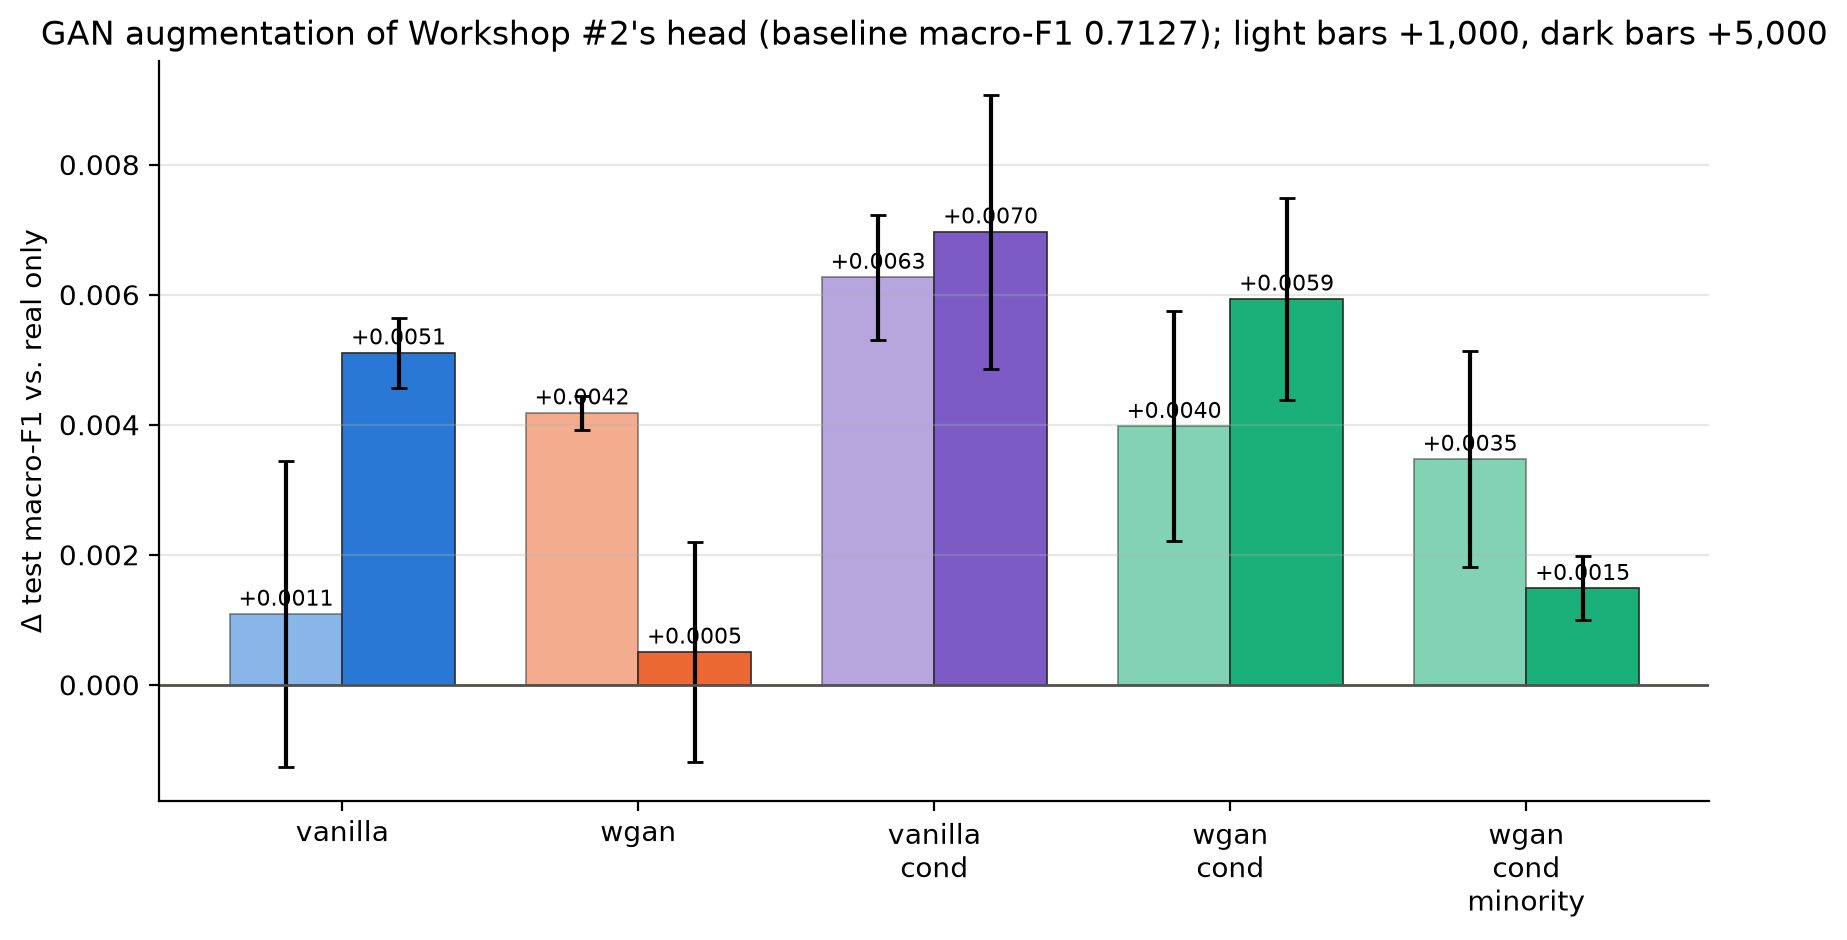 GAN augmentation of Workshop #2's head (baseline macro-F1 0.7127); light bars +1,000, dark bars +5,000
Δ test macro-F1 vs. real only
0.008
0.006
0.004
0.002
0.000
+0.0011
+0.0051
+0.0042
+0.0005
+0.0063
+0.0070
+0.0040
+0.0059
+0.0035
+0.0015
vanilla
wgan
vanilla
cond
wgan
cond
wgan
cond
minority